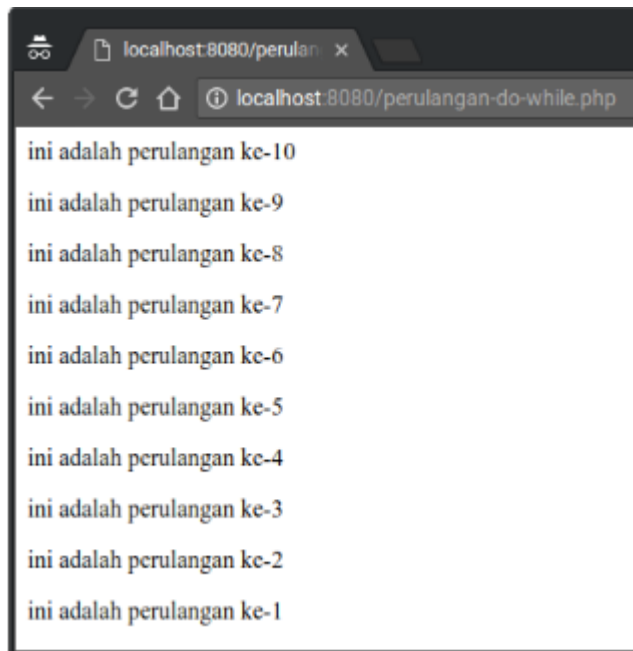 localhost:8080/perulan
localhost:8080/perulangan-do-while.php
ini adalah perulangan ke-10
ini adalah perulangan ke-9
ini adalah perulangan ke-8
ini adalah perulangan ke-7
ini adalah perulangan ke-6
ini adalah perulangan ke-5
ini adalah perulangan ke-4
ini adalah perulangan ke-3
ini adalah perulangan ke-2
ini adalah perulangan ke-1